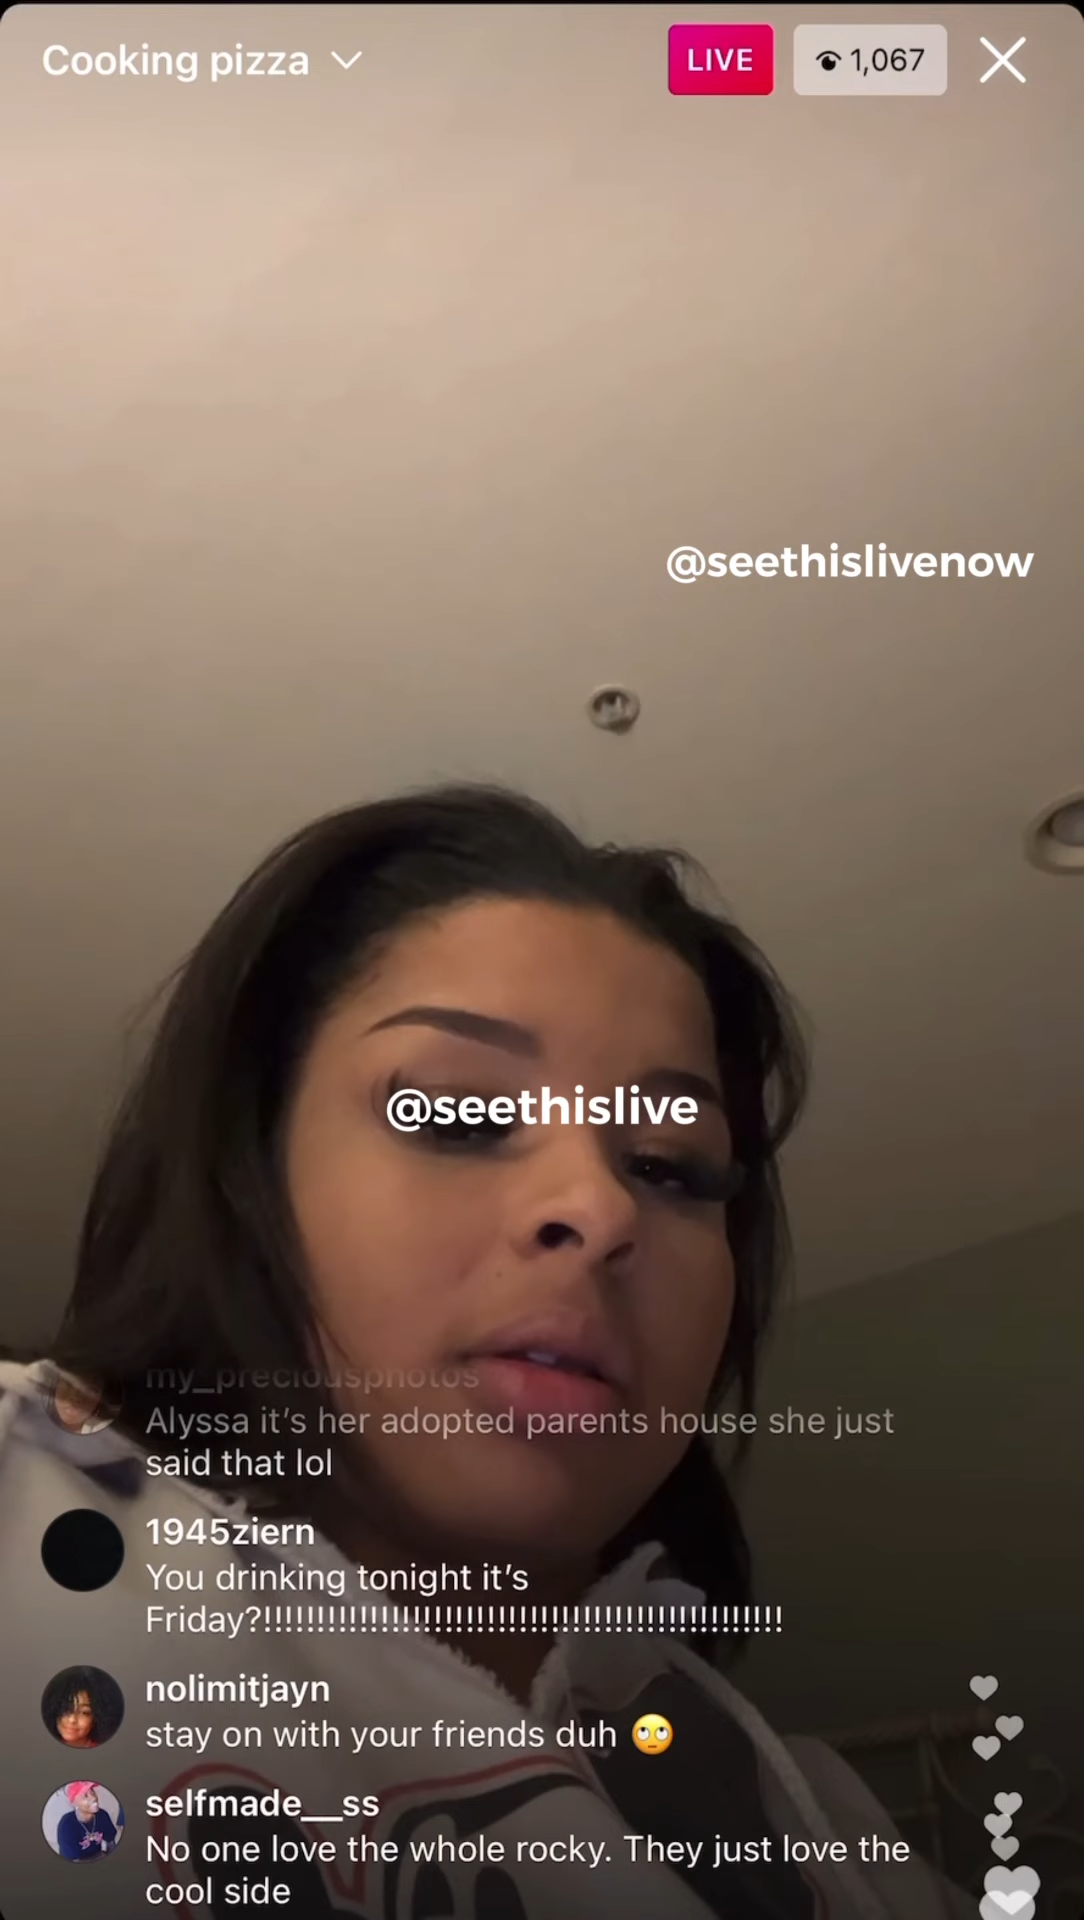 Cooking pizza
LIVE
1,067
@seethislivenow
@seethislive
my_preciousphotos
Alyssa it’s her adopted parents house she just
said that lol
1945ziern
You drinking tonight it’s
Friday?!!!!!!!!!!!!!!!!!!!!!!!!!!!!!!!!!!!!!!!!!!!!!!!!!!
nolimitjayn
stay on with your friends duh 🙄
selfmade__ss
No one love the whole rocky. They just love the
cool side